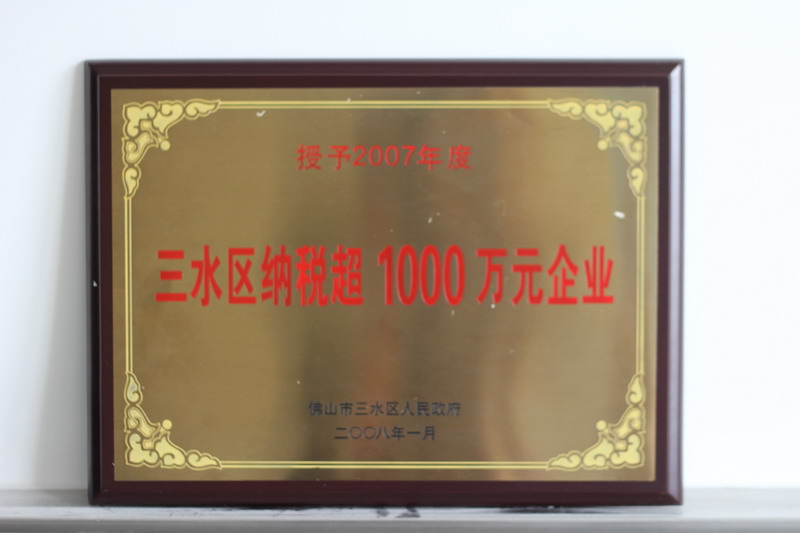 授予2007年度
三水区纳税超 1000 万元企业
佛山市三水区人民政府
二〇〇八年一月